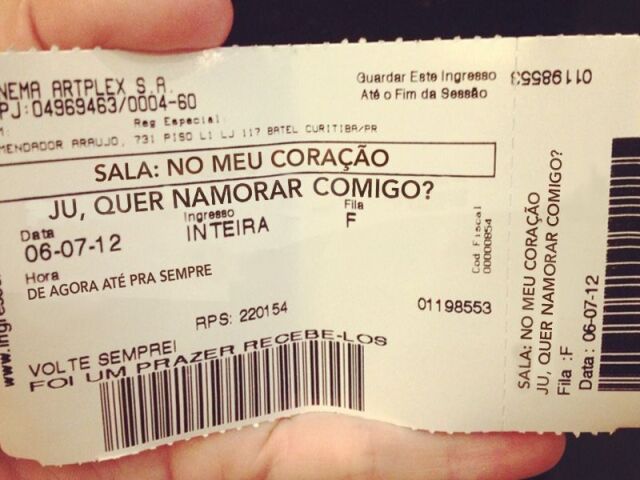 NEMA ARTPLEX S.A.
PJ:04969463/0004-60
Reg Especial:
MENDADOR ARAUJO, 731 PISO L1 LJ 117 BATEL CURITIBA/PR
Guardar Este Ingresso
Até o Fim da Sessão
SALA: NO MEU CORAÇÃO
JU, QUER NAMORAR COMIGO?
Data
06-07-12
Ingresso
INTEIRA
Fila
F
Hora
DE AGORA ATÉ PRA SEMPRE
RPS: 220154
01198553
Cod Fiscal
00000854
VOLTE SEMPRE!
FOI UM PRAZER RECEBE-LOS
www.ingress
01198553
SALA: NO MEU CORAÇÃO
JU, QUER NAMORAR COMIGO?
Fila :F
Data: 06-07-12